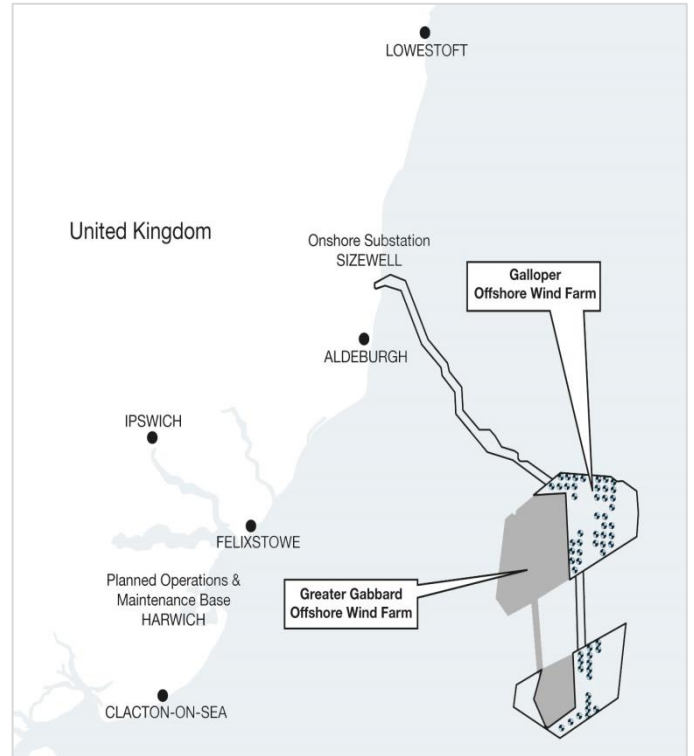 LOWESTOFT
United Kingdom
Onshore Substation
SIZEWELL
Galloper
Offshore Wind Farm
ALDEBURGH
IPSWICH
FELIXSTOWE
Planned Operations &
Maintenance Base
HARWICH
Greater Gabbard
Offshore Wind Farm
CLACTON-ON-SEA